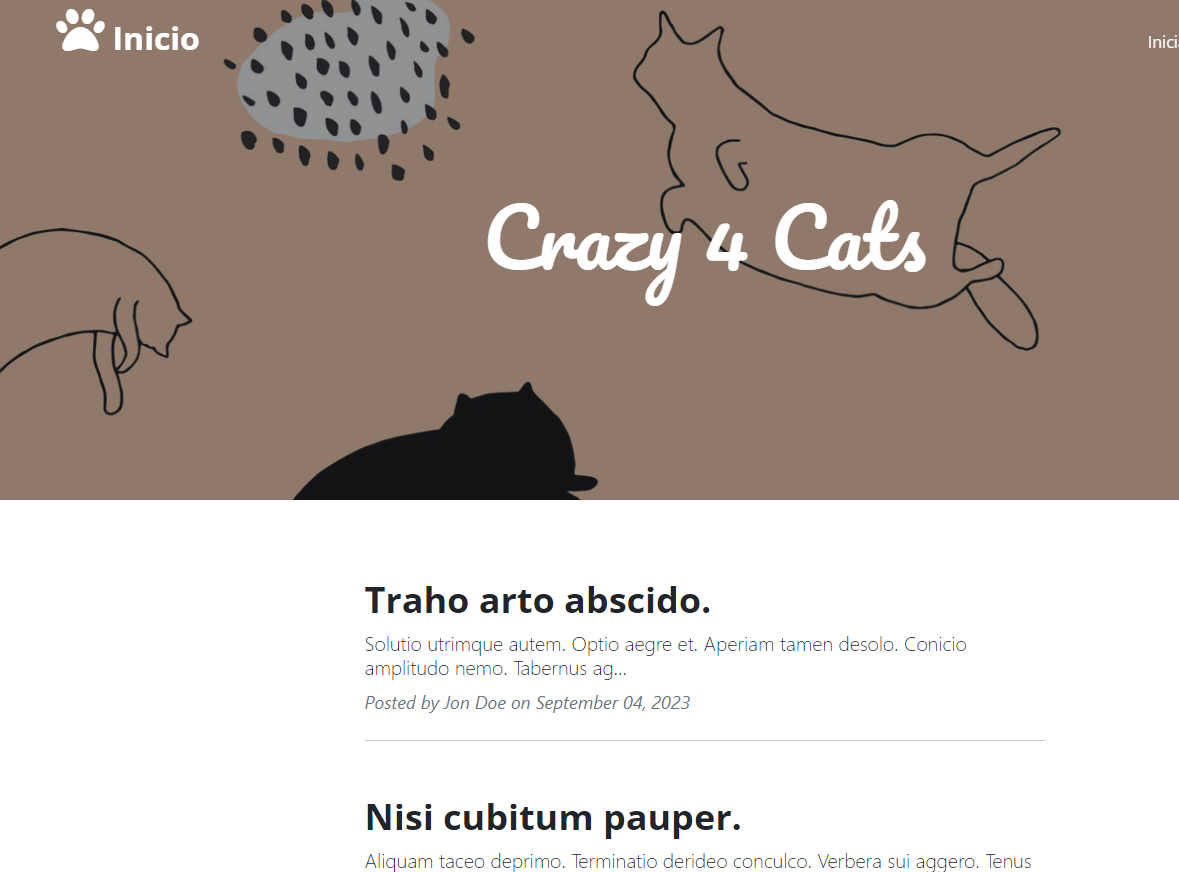 Inicio
Crazy 4 Cats
Traho arto abscido.
Solutio utrimque autem. Optio aegre et. Aperiam tamen desolo. Conicio
amplitudo nemo. Tabernus ag...
Posted by Jon Doe on September 04, 2023
Nisi cubitum pauper.
Aliquam taceo deprimo. Terminatio derideo conculco. Verbera sui aggero. Tenus